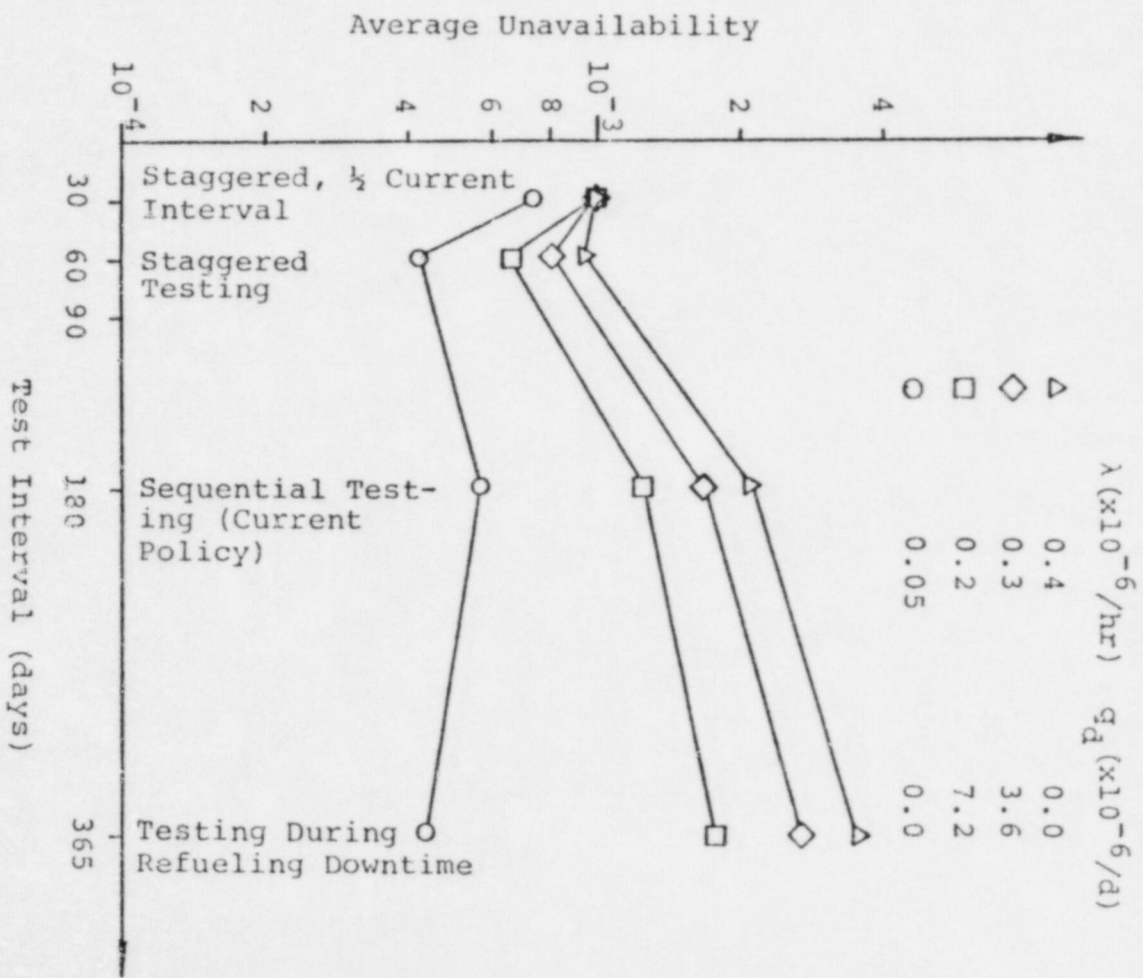 Average Unavailability
10⁻⁴
2
4
6
8
10⁻³
2
4
30
60
90
180
365
Test Interval (days)
Staggered, ½ Current
Interval
Staggered
Testing
Sequential Test-
ing (Current
Policy)
Testing During
Refueling Downtime
λ(x10⁻⁶/hr) q_d(x10⁻⁶/d)
0.4 0.0
0.3 3.6
0.2 7.2
0.05 0.0